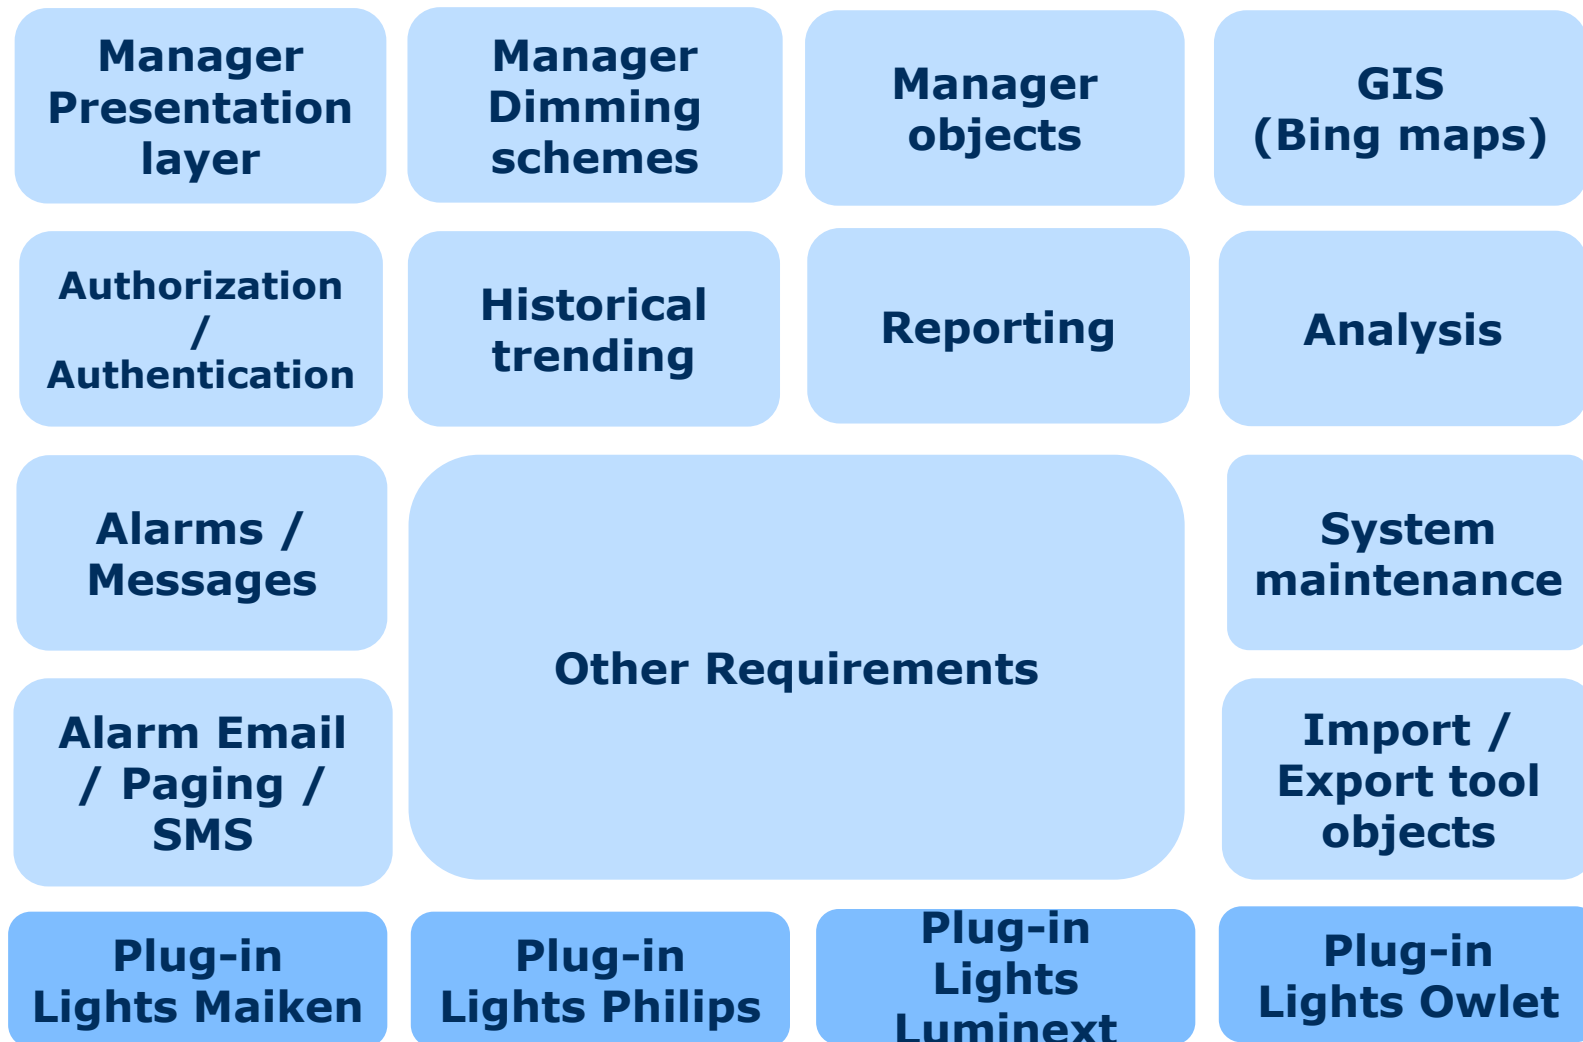 Manager
Presentation
layer
Manager
Dimming
schemes
Manager
objects
GIS
(Bing maps)
Authorization
/
Authentication
Historical
trending
Reporting
Analysis
Alarms /
Messages
Other Requirements
System
maintenance
Alarm Email
/ Paging /
SMS
Import /
Export tool
objects
Plug-in
Lights Maiken
Plug-in
Lights Philips
Plug-in
Lights
Luminext
Plug-in
Lights Owlet